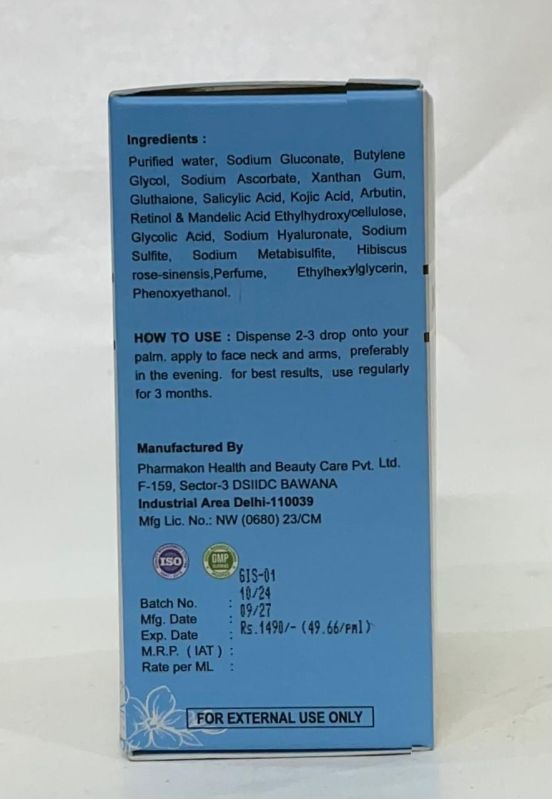 Ingredients :
Purified water, Sodium Gluconate, Butylene
Glycol, Sodium Ascorbate, Xanthan Gum,
Gluthaione, Salicylic Acid, Kojic Acid, Arbutin,
Retinol & Mandelic Acid Ethylhydroxycellulose,
Glycolic Acid, Sodium Hyaluronate, Sodium
Sulfite, Sodium Metabisulfite, Hibiscus
rose-sinensis,Perfume, Ethylhexylglycerin,
Phenoxyethanol.
HOW TO USE : Dispense 2-3 drop onto your
palm. apply to face neck and arms, preferably
in the evening. for best results, use regularly
for 3 months.
Manufactured By
Pharmakon Health and Beauty Care Pvt. Ltd.
F-159, Sector-3 DSIIDC BAWANA
Industrial Area Delhi-110039
Mfg Lic. No.: NW (0680) 23/CM
ISO
GMP
GIS-01
Batch No. : 10/24
Mfg. Date : 09/27
Exp. Date : Rs.1490/- (49.66/Pml)
M.R.P. ( IAT ) :
Rate per ML :
FOR EXTERNAL USE ONLY